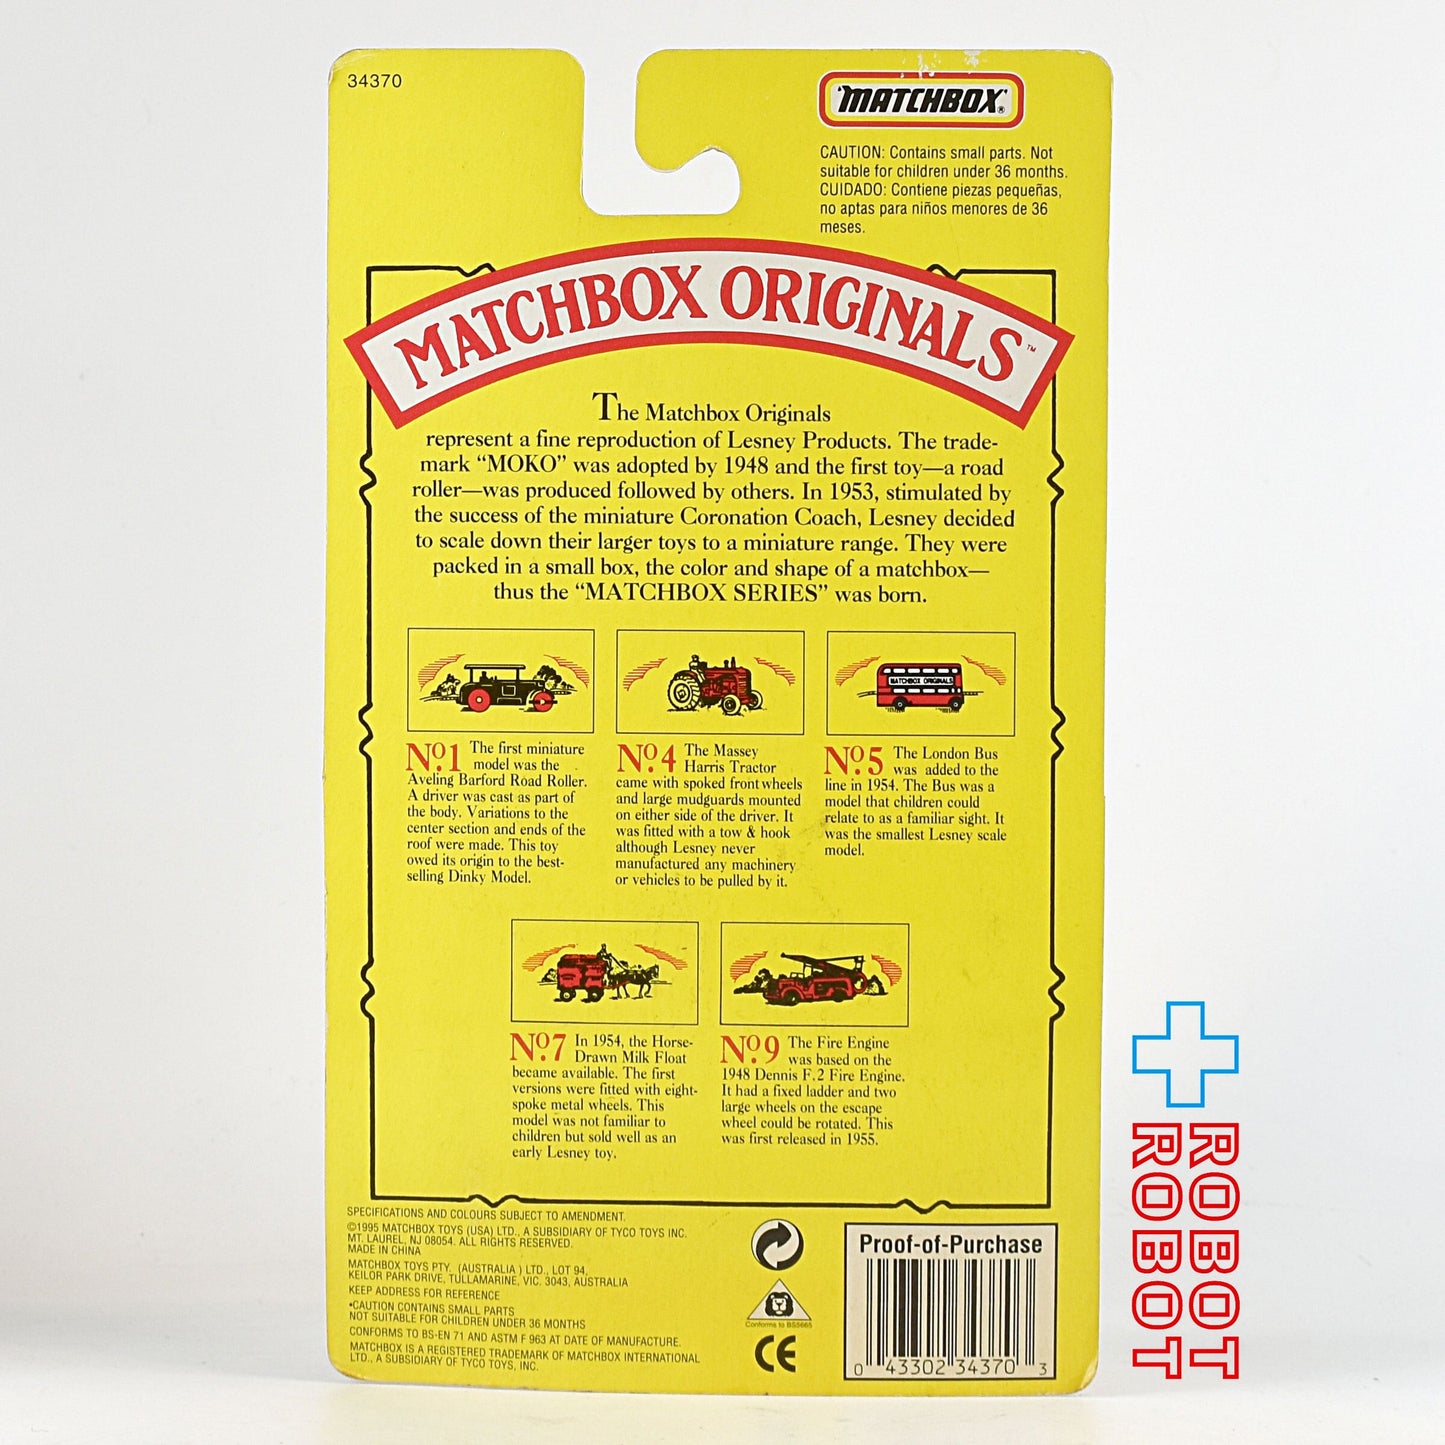 34370
'MATCHBOX'®
CAUTION: Contains small parts. Not
suitable for children under 36 months.
CUIDADO: Contiene piezas pequeñas,
no aptas para niños menores de 36
meses.
MATCHBOX ORIGINALS™
The Matchbox Originals
represent a fine reproduction of Lesney Products. The trade-
mark “MOKO” was adopted by 1948 and the first toy—a road
roller—was produced followed by others. In 1953, stimulated by
the success of the miniature Coronation Coach, Lesney decided
to scale down their larger toys to a miniature range. They were
packed in a small box, the color and shape of a matchbox—
thus the “MATCHBOX SERIES” was born.
Nº.1 The first miniature
model was the
Aveling Barford Road Roller.
A driver was cast as part of
the body. Variations to the
center section and ends of the
roof were made. This toy
owed its origin to the best-
selling Dinky Model.
Nº.4 The Massey
Harris Tractor
came with spoked front wheels
and large mudguards mounted
on either side of the driver. It
was fitted with a tow & hook
although Lesney never
manufactured any machinery
or vehicles to be pulled by it.
MATCHBOX ORIGINALS
Nº.5 The London Bus
was added to the
line in 1954. The Bus was a
model that children could
relate to as a familiar sight. It
was the smallest Lesney scale
model.
Nº.7 In 1954, the Horse-
Drawn Milk Float
became available. The first
versions were fitted with eight-
spoke metal wheels. This
model was not familiar to
children but sold well as an
early Lesney toy.
Nº.9 The Fire Engine
was based on the
1948 Dennis F.2 Fire Engine.
It had a fixed ladder and two
large wheels on the escape
wheel could be rotated. This
was first released in 1955.
SPECIFICATIONS AND COLOURS SUBJECT TO AMENDMENT.
©1995 MATCHBOX TOYS (USA) LTD., A SUBSIDIARY OF TYCO TOYS INC.
MT. LAUREL, NJ 08054. ALL RIGHTS RESERVED.
MADE IN CHINA
MATCHBOX TOYS PTY. (AUSTRALIA ) LTD., LOT 94,
KEILOR PARK DRIVE, TULLAMARINE, VIC. 3043, AUSTRALIA
KEEP ADDRESS FOR REFERENCE
•CAUTION CONTAINS SMALL PARTS
NOT SUITABLE FOR CHILDREN UNDER 36 MONTHS
CONFORMS TO BS-EN 71 AND ASTM F 963 AT DATE OF MANUFACTURE.
MATCHBOX IS A REGISTERED TRADEMARK OF MATCHBOX INTERNATIONAL
LTD., A SUBSIDIARY OF TYCO TOYS, INC.
Conforms to BS5665
CE
Proof-of-Purchase
0 43302 34370 3
ROBOT
ROBOT